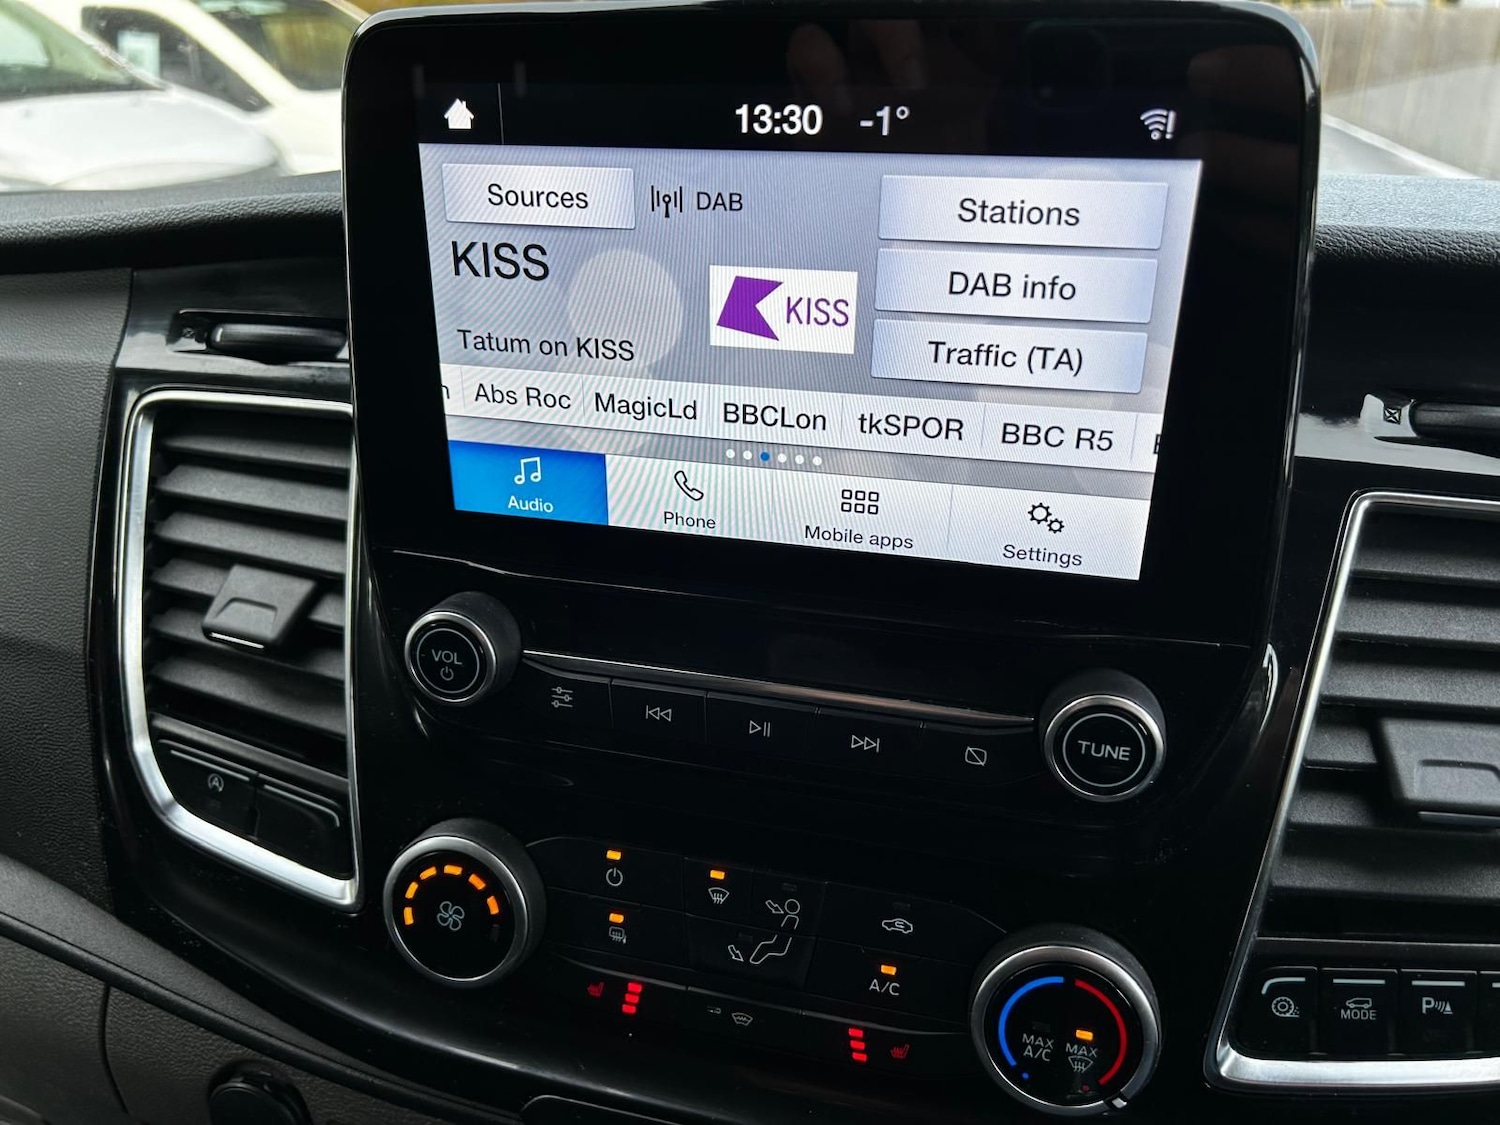 13:30 -1°
Sources
DAB
Stations
KISS
DAB info
KISS
Tatum on KISS
Traffic (TA)
Abs Roc
MagicLd
BBCLon
tkSPOR
BBC R5
Audio
Phone
Mobile apps
Settings
VOL
TUNE
A/C
MAX
A/C
MAX
MODE
P